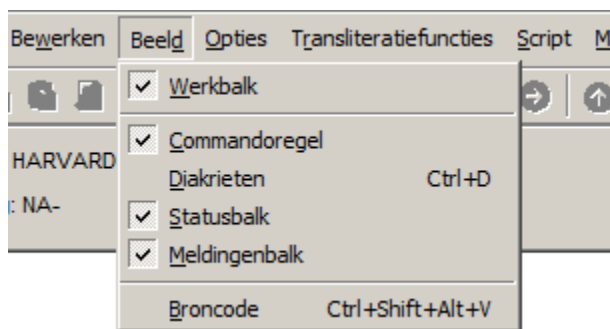 Bewerken Beeld Opties Transliteratiefuncties Script M
Werkbalk
HARVARD
Commandoregel
Diakrieten Ctrl+D
: NA-
Statusbalk
Meldingenbalk
Broncode Ctrl+Shift+Alt+V